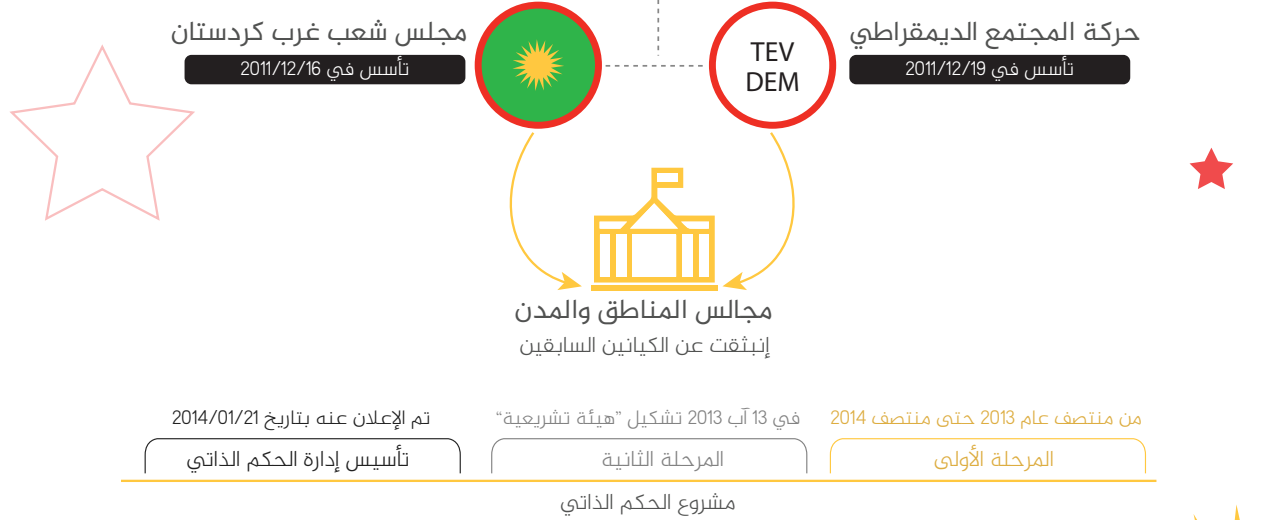 حركة المجتمع الديمقراطي
تأسس في 2011/12/19
TEV
DEM
مجلس شعب غرب كردستان
تأسس في 2011/12/16
مجالس المناطق والمدن
إنبثقت عن الكيانين السابقين
من منتصف عام 2013 حتى منتصف 2014
المرحلة الأولى
في 13 آب 2013 تشكيل "هيئة تشريعية"
المرحلة الثانية
تم الإعلان عنه بتاريخ 2014/01/21
تأسيس إدارة الحكم الذاتي
مشروع الحكم الذاتي